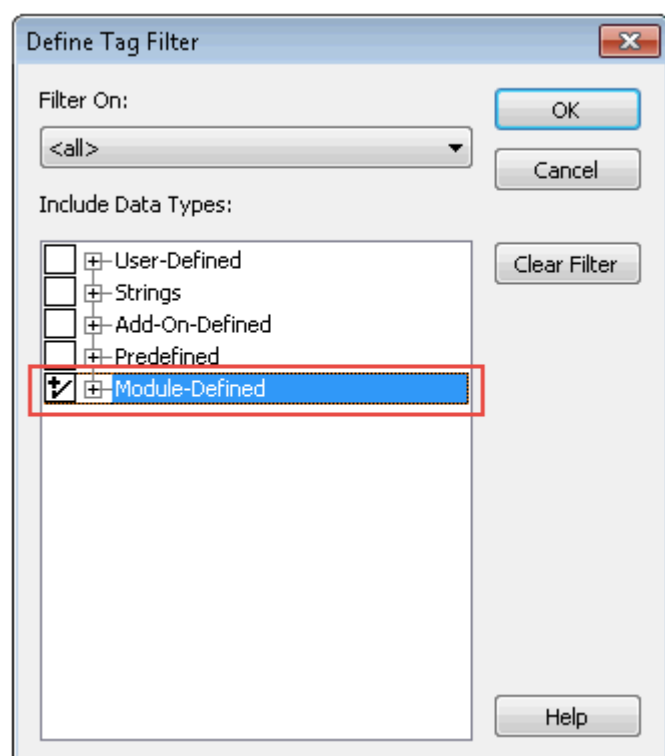 Define Tag Filter
Filter On:
<all>
Include Data Types:
User-Defined
Strings
Add-On-Defined
Predefined
Module-Defined
OK
Cancel
Clear Filter
Help